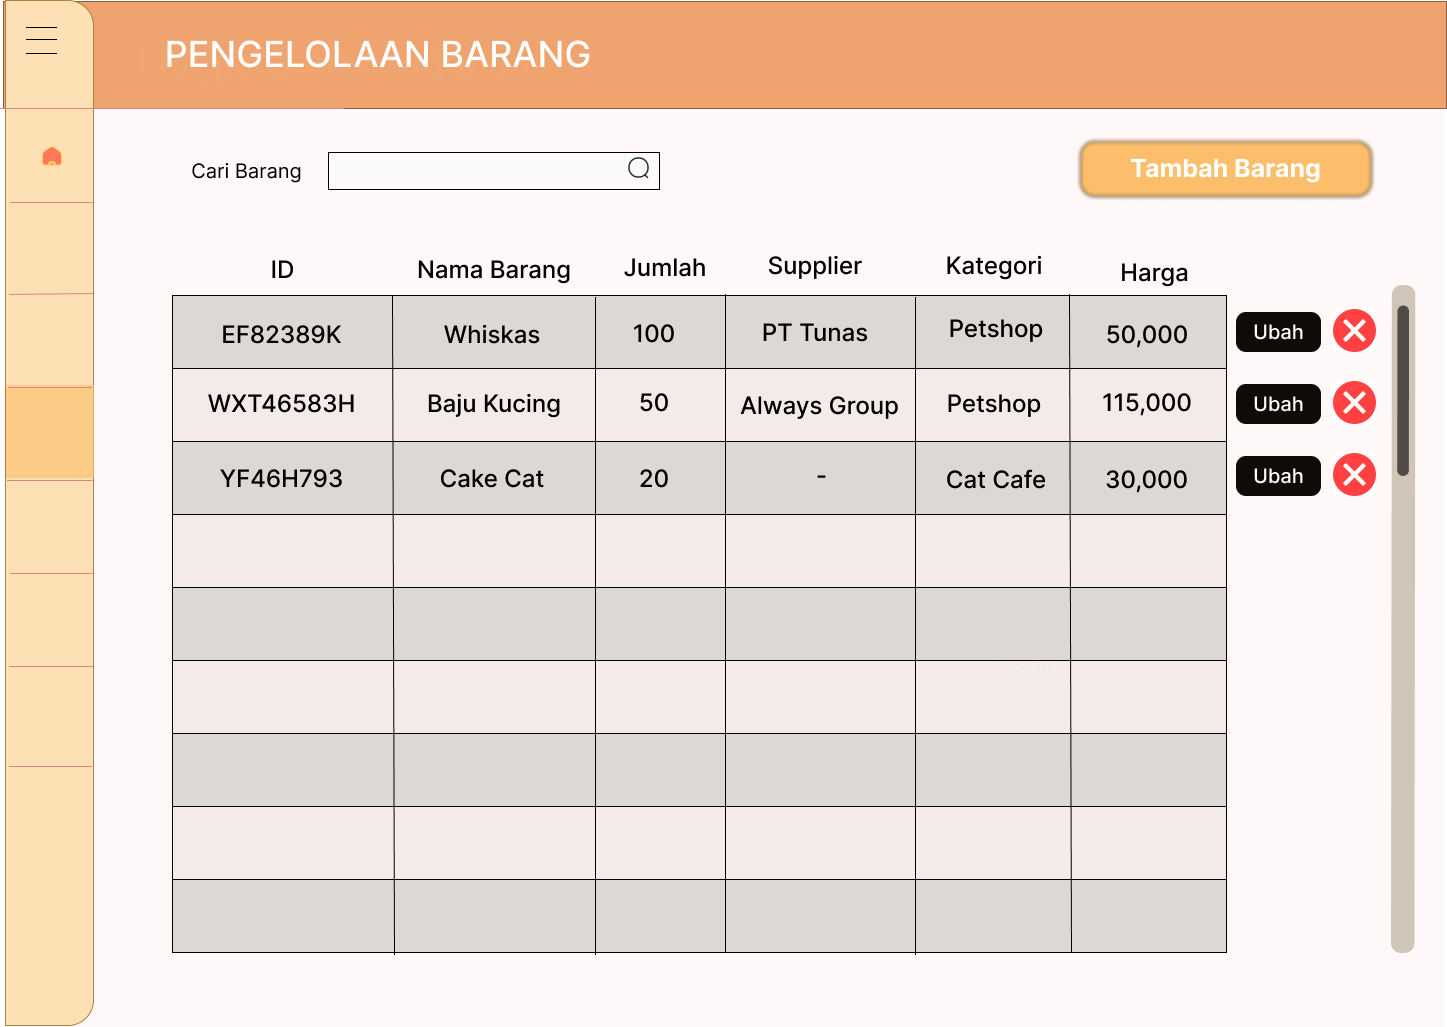 PENGELOLAAN BARANG
Cari Barang
Tambah Barang
ID Nama Barang Jumlah Supplier Kategori Harga
EF82389K Whiskas 100 PT Tunas Petshop 50,000 Ubah
WXT46583H Baju Kucing 50 Always Group Petshop 115,000 Ubah
YF46H793 Cake Cat 20 - Cat Cafe 30,000 Ubah
LOGIN